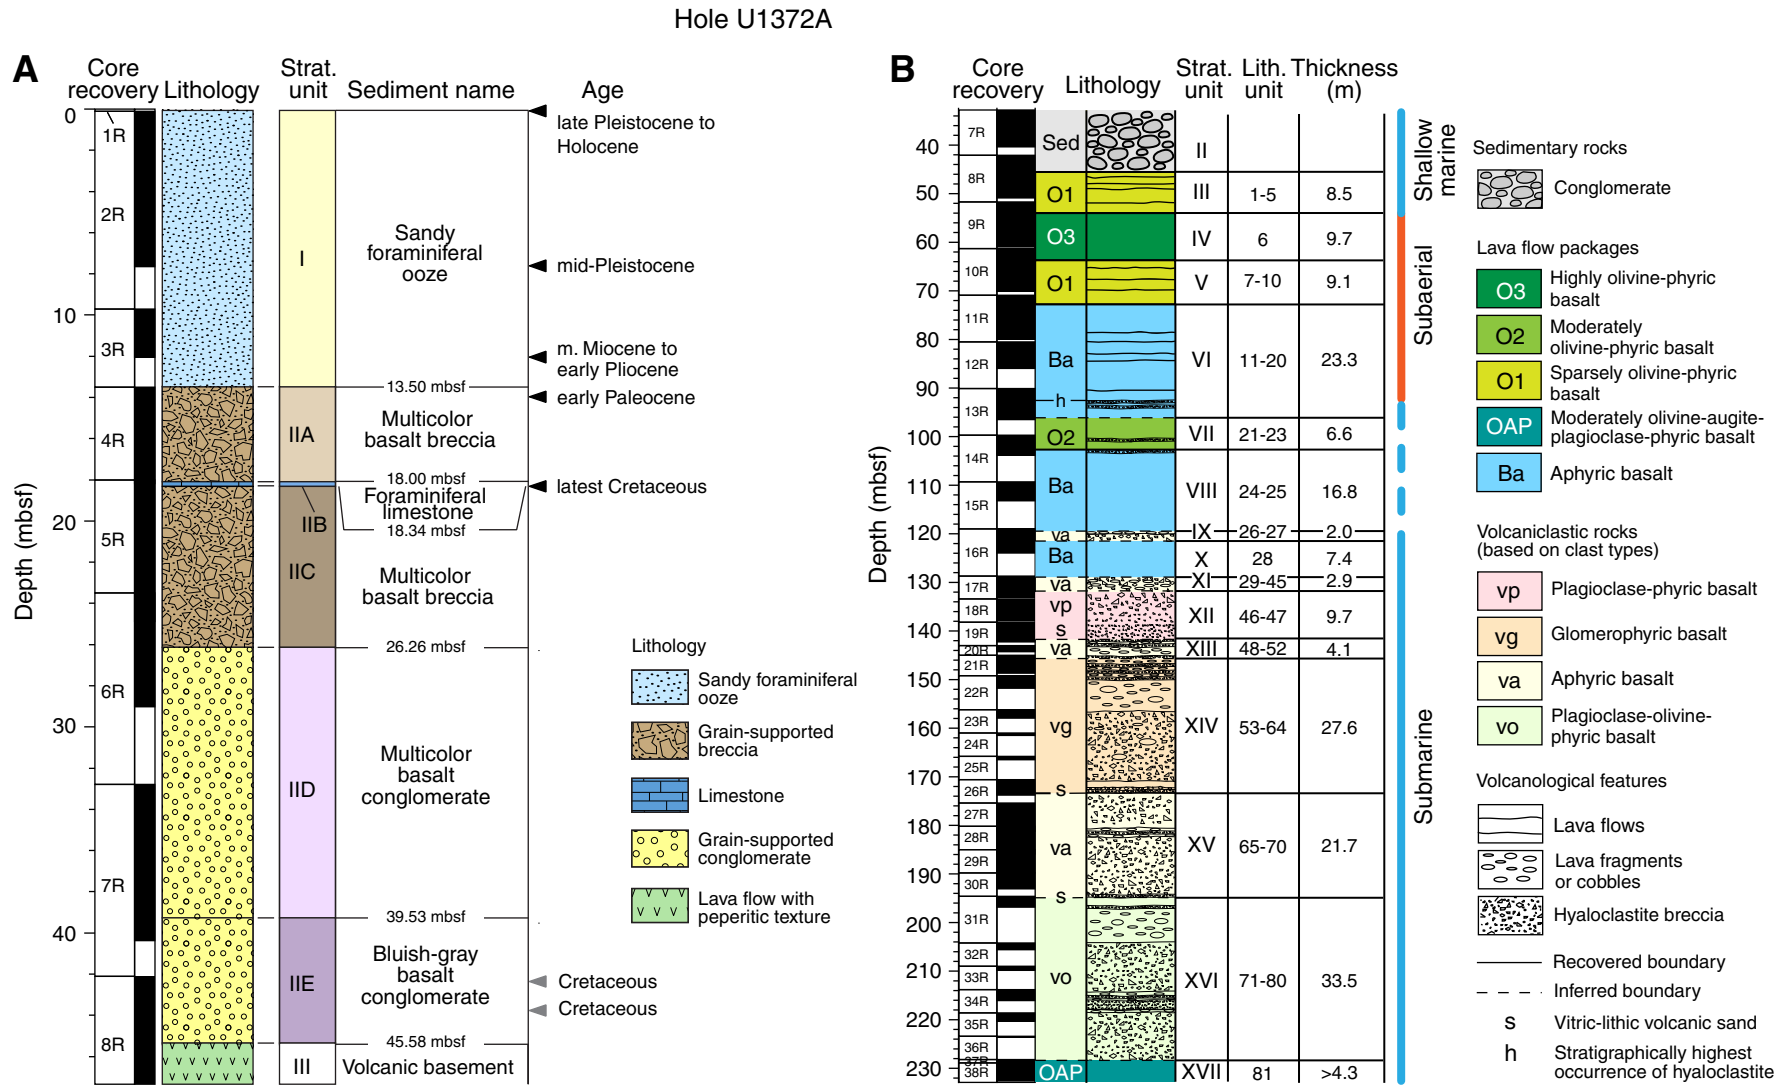 Hole U1372A
A
Core
recovery
Lithology
Strat.
unit
Sediment name
Age
Depth (mbsf)
0
10
20
30
40
1R
2R
3R
4R
5R
6R
7R
8R
I
IIA
IIB
IIC
IID
IIE
III
Sandy
foraminiferal
ooze
13.50 mbsf
Multicolor
basalt breccia
18.00 mbsf
Foraminiferal
limestone
18.34 mbsf
Multicolor
basalt breccia
26.26 mbsf
Multicolor
basalt
conglomerate
39.53 mbsf
Bluish-gray
basalt
conglomerate
45.58 mbsf
Volcanic basement
late Pleistocene to
Holocene
mid-Pleistocene
m. Miocene to
early Pliocene
early Paleocene
latest Cretaceous
Cretaceous
Cretaceous
Lithology
Sandy foraminiferal
ooze
Grain-supported
breccia
Limestone
Grain-supported
conglomerate
Lava flow with
peperitic texture
B
Core
recovery
Lithology
Strat.
unit
Lith.
unit
Thickness
(m)
Depth (mbsf)
40
50
60
70
80
90
100
110
120
130
140
150
160
170
180
190
200
210
220
230
7R
8R
9R
10R
11R
12R
13R
14R
15R
16R
17R
18R
19R
20R
21R
22R
23R
24R
25R
26R
27R
28R
29R
30R
31R
32R
33R
34R
35R
36R
37R
38R
Sed
O1
O3
O1
Ba
h
O2
Ba
va
Ba
va
vp
s
va
vg
s
va
s
vo
OAP
II
III 1-5 8.5
IV 6 9.7
V 7-10 9.1
VI 11-20 23.3
VII 21-23 6.6
VIII 24-25 16.8
IX 26-27 2.0
X 28 7.4
XI 29-45 2.9
XII 46-47 9.7
XIII 48-52 4.1
XIV 53-64 27.6
XV 65-70 21.7
XVI 71-80 33.5
XVII 81 >4.3
Shallow
marine
Subaerial
Submarine
Sedimentary rocks
Conglomerate
Lava flow packages
O3
Highly olivine-phyric
basalt
O2
Moderately
olivine-phyric basalt
O1
Sparsely olivine-phyric
basalt
OAP
Moderately olivine-augite-
plagioclase-phyric basalt
Ba
Aphyric basalt
Volcaniclastic rocks
(based on clast types)
vp
Plagioclase-phyric basalt
vg
Glomerophyric basalt
va
Aphyric basalt
vo
Plagioclase-olivine-
phyric basalt
Volcanological features
Lava flows
Lava fragments
or cobbles
Hyaloclastite breccia
Recovered boundary
Inferred boundary
s Vitric-lithic volcanic sand
h Stratigraphically highest
occurrence of hyaloclastite